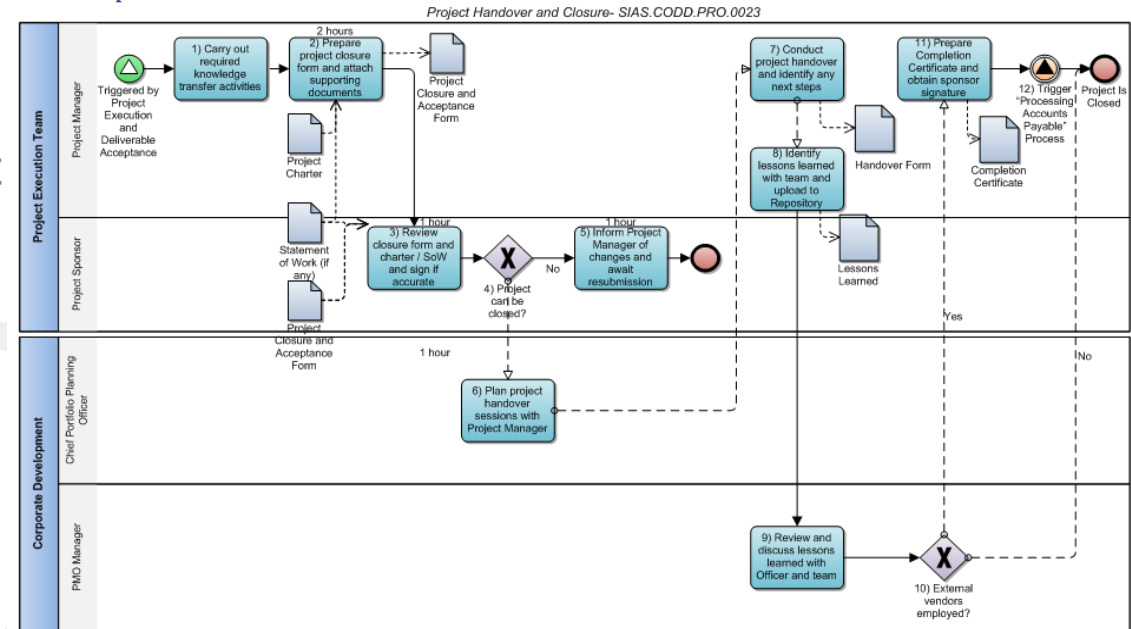 Project Handover and Closure- SIAS.CODD.PRO.0023
Project Execution Team
Project Manager
Triggered by
Project
Execution
and
Deliverable
Acceptance
1) Carry out
required
knowledge
transfer activities
2 hours
2) Prepare
project closure
form and attach
supporting
documents
Project
Closure and
Acceptance
Form
Project
Charter
7) Conduct
project handover
and identify any
next steps
Handover Form
8) Identify
lessons learned
with team and
upload to
Repository
11) Prepare
Completion
Certificate and
obtain sponsor
signature
Completion
Certificate
12) Trigger
"Processing
Accounts
Payable"
Process
Project Is
Closed
Project Sponsor
Statement
of Work (if
any)
Project
Closure and
Acceptance
Form
1 hour
3) Review
closure form and
charter / SoW
and sign if
accurate
4) Project
can be
closed?
No
1 hour
5) Inform Project
Manager of
changes and
await
resubmission
Lessons
Learned
Yes
No
Corporate Development
Chief Portfolio Planning
Officer
1 hour
6) Plan project
handover
sessions with
Project Manager
PMO Manager
9) Review and
discuss lessons
learned with
Officer and team
10) External
vendors
employed?